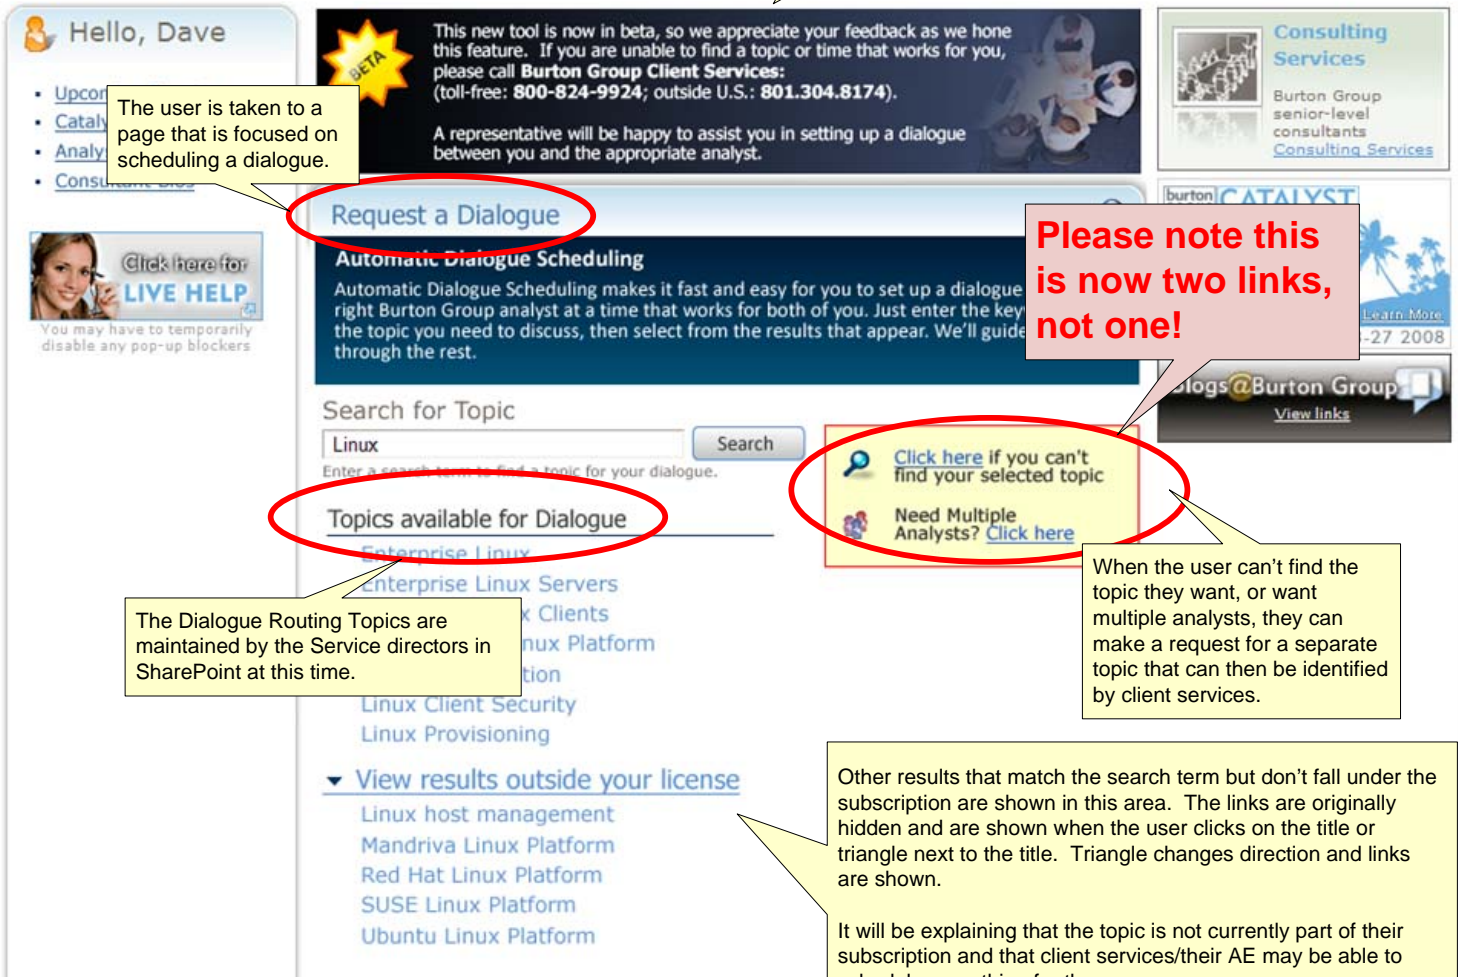 Hello, Dave
Upcom
Cataly
Analys
Consultant Bios
The user is taken to a
page that is focused on
scheduling a dialogue.
Click here for
LIVE HELP
You may have to temporarily
disable any pop-up blockers
BETA
This new tool is now in beta, so we appreciate your feedback as we hone
this feature. If you are unable to find a topic or time that works for you,
please call Burton Group Client Services:
(toll-free: 800-824-9924; outside U.S.: 801.304.8174).
A representative will be happy to assist you in setting up a dialogue
between you and the appropriate analyst.
Request a Dialogue
Automatic Dialogue Scheduling
Automatic Dialogue Scheduling makes it fast and easy for you to set up a dialogue
right Burton Group analyst at a time that works for both of you. Just enter the key
the topic you need to discuss, then select from the results that appear. We'll guide
through the rest.
Please note this
is now two links,
not one!
Search for Topic
Linux
Search
Enter a search term to find a topic for your dialogue.
Click here if you can't
find your selected topic
Need Multiple
Analysts? Click here
Topics available for Dialogue
Enterprise Linux
Enterprise Linux Servers
x Clients
nux Platform
tion
Linux Client Security
Linux Provisioning
The Dialogue Routing Topics are
maintained by the Service directors in
SharePoint at this time.
When the user can't find the
topic they want, or want
multiple analysts, they can
make a request for a separate
topic that can then be identified
by client services.
View results outside your license
Linux host management
Mandriva Linux Platform
Red Hat Linux Platform
SUSE Linux Platform
Ubuntu Linux Platform
Other results that match the search term but don't fall under the
subscription are shown in this area. The links are originally
hidden and are shown when the user clicks on the title or
triangle next to the title. Triangle changes direction and links
are shown.
It will be explaining that the topic is not currently part of their
subscription and that client services/their AE may be able to
Consulting
Services
Burton Group
senior-level
consultants
Consulting Services
burton CATALYST
Learn More
-27 2008
Blogs@Burton Group
View links